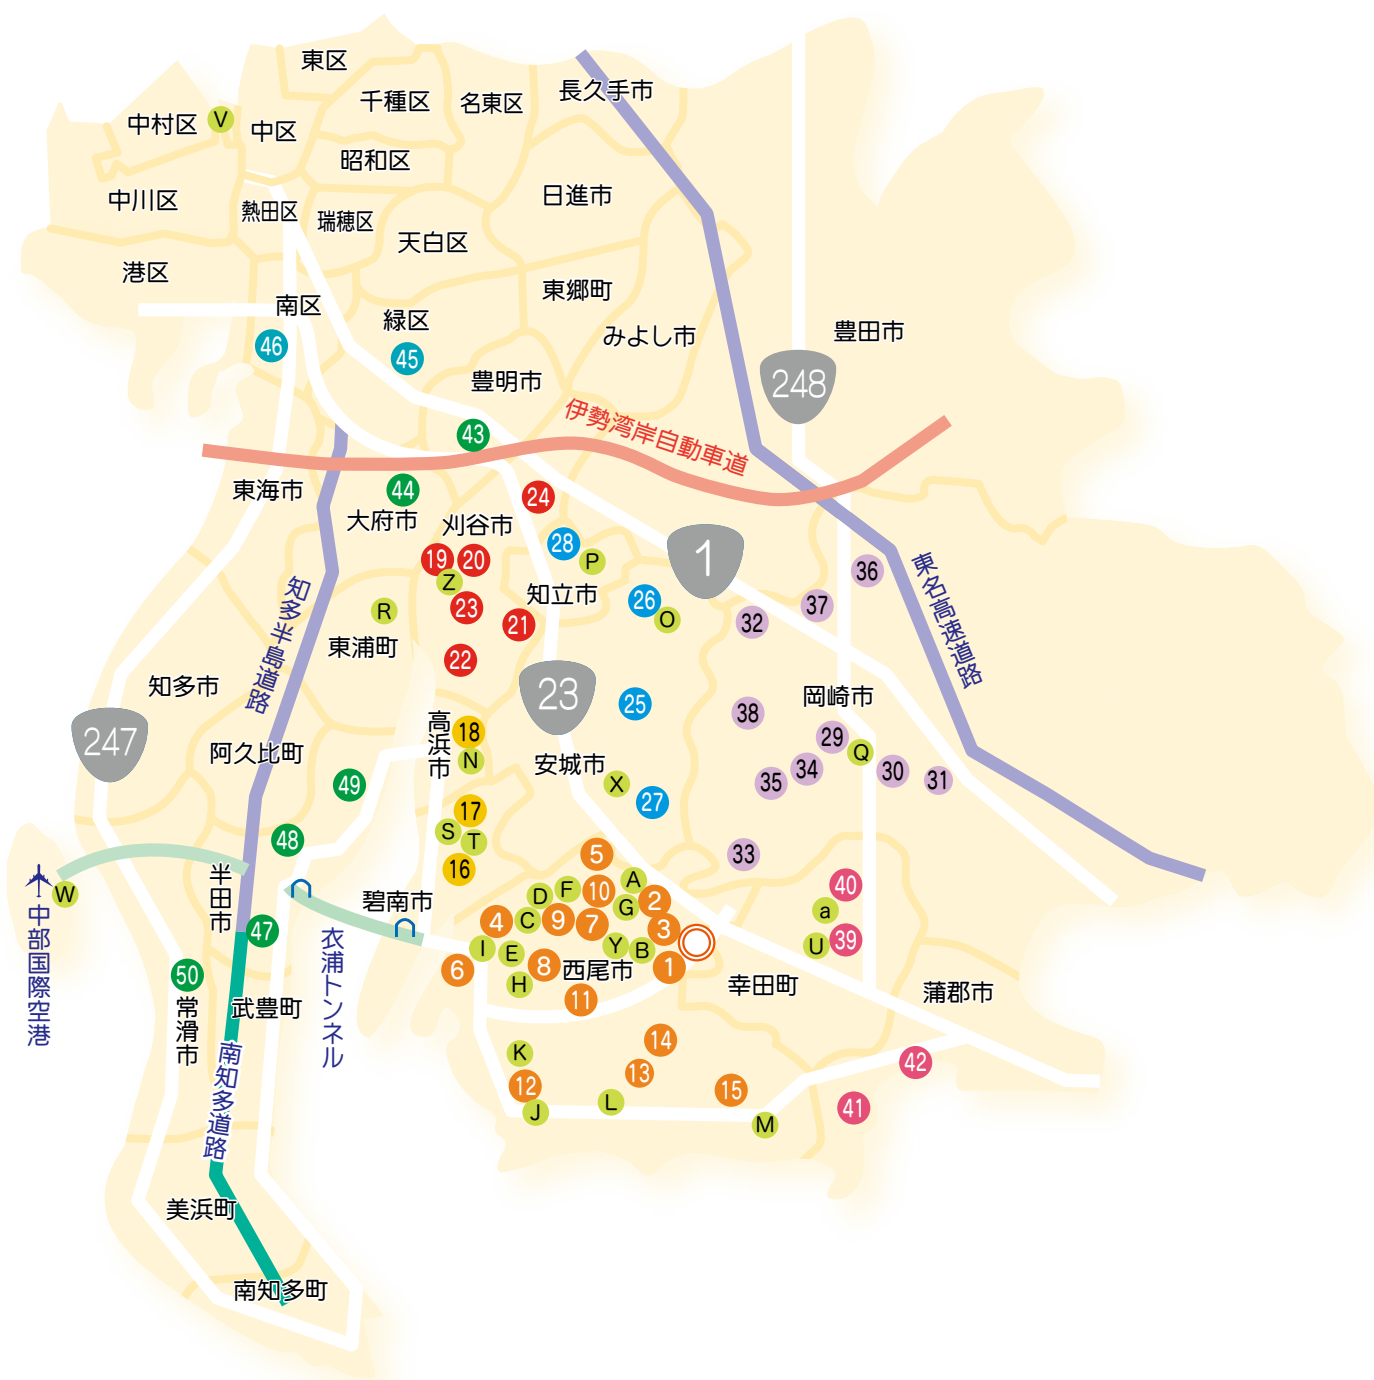 東区
千種区
名東区
長久手市
中村区
V
中区
昭和区
中川区
熱田区
瑞穂区
天白区
日進市
港区
東郷町
南区
緑区
みよし市
豊田市
46
45
豊明市
248
伊勢湾岸自動車道
43
東海市
44
大府市
刈谷市
24
28
P
1
19
20
Z
知立市
26
O
36
37
32
東名高速道路
知多半島道路
R
23
21
東浦町
22
知多市
23
25
岡崎市
38
247
阿久比町
高浜市
18
N
安城市
X
27
29
Q
34
35
30
31
49
17
S
T
16
48
5
33
半田市
W
中部国際空港
碧南市
D
F
10
A
G
2
40
a
47
衣浦トンネル
4
C
9
7
3
39
U
I
E
Y
B
1
6
8
西尾市
H
11
幸田町
蒲郡市
50
常滑市
武豊町
南知多道路
K
14
13
12
J
L
15
M
42
41
美浜町
南知多町